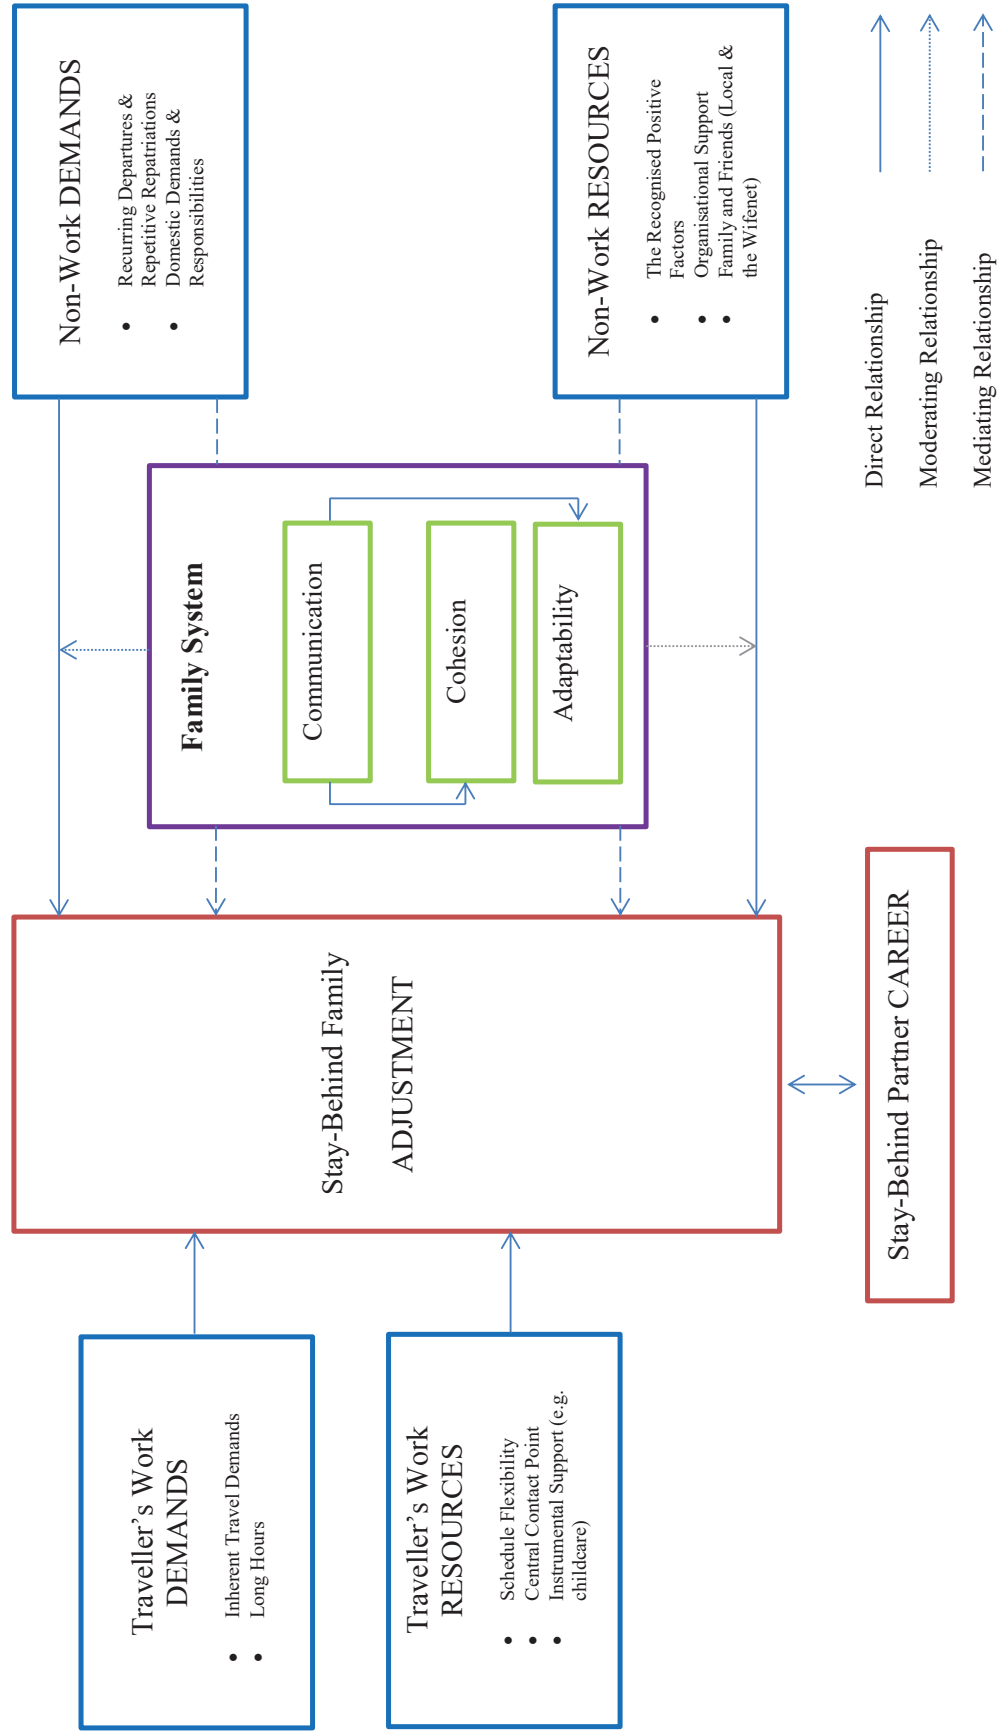 Traveller’s Work
DEMANDS
• Inherent Travel Demands
• Long Hours
Traveller’s Work
RESOURCES
• Schedule Flexibility
• Central Contact Point
• Instrumental Support (e.g.
childcare)
Stay-Behind Family
ADJUSTMENT
Stay-Behind Partner CAREER
Family System
Communication
Cohesion
Adaptability
Non-Work DEMANDS
• Recurring Departures &
Repetitive Repatriations
• Domestic Demands &
Responsibilities
Non-Work RESOURCES
• The Recognised Positive
Factors
• Organisational Support
• Family and Friends (Local &
the Wifenet)
Direct Relationship
Moderating Relationship
Mediating Relationship